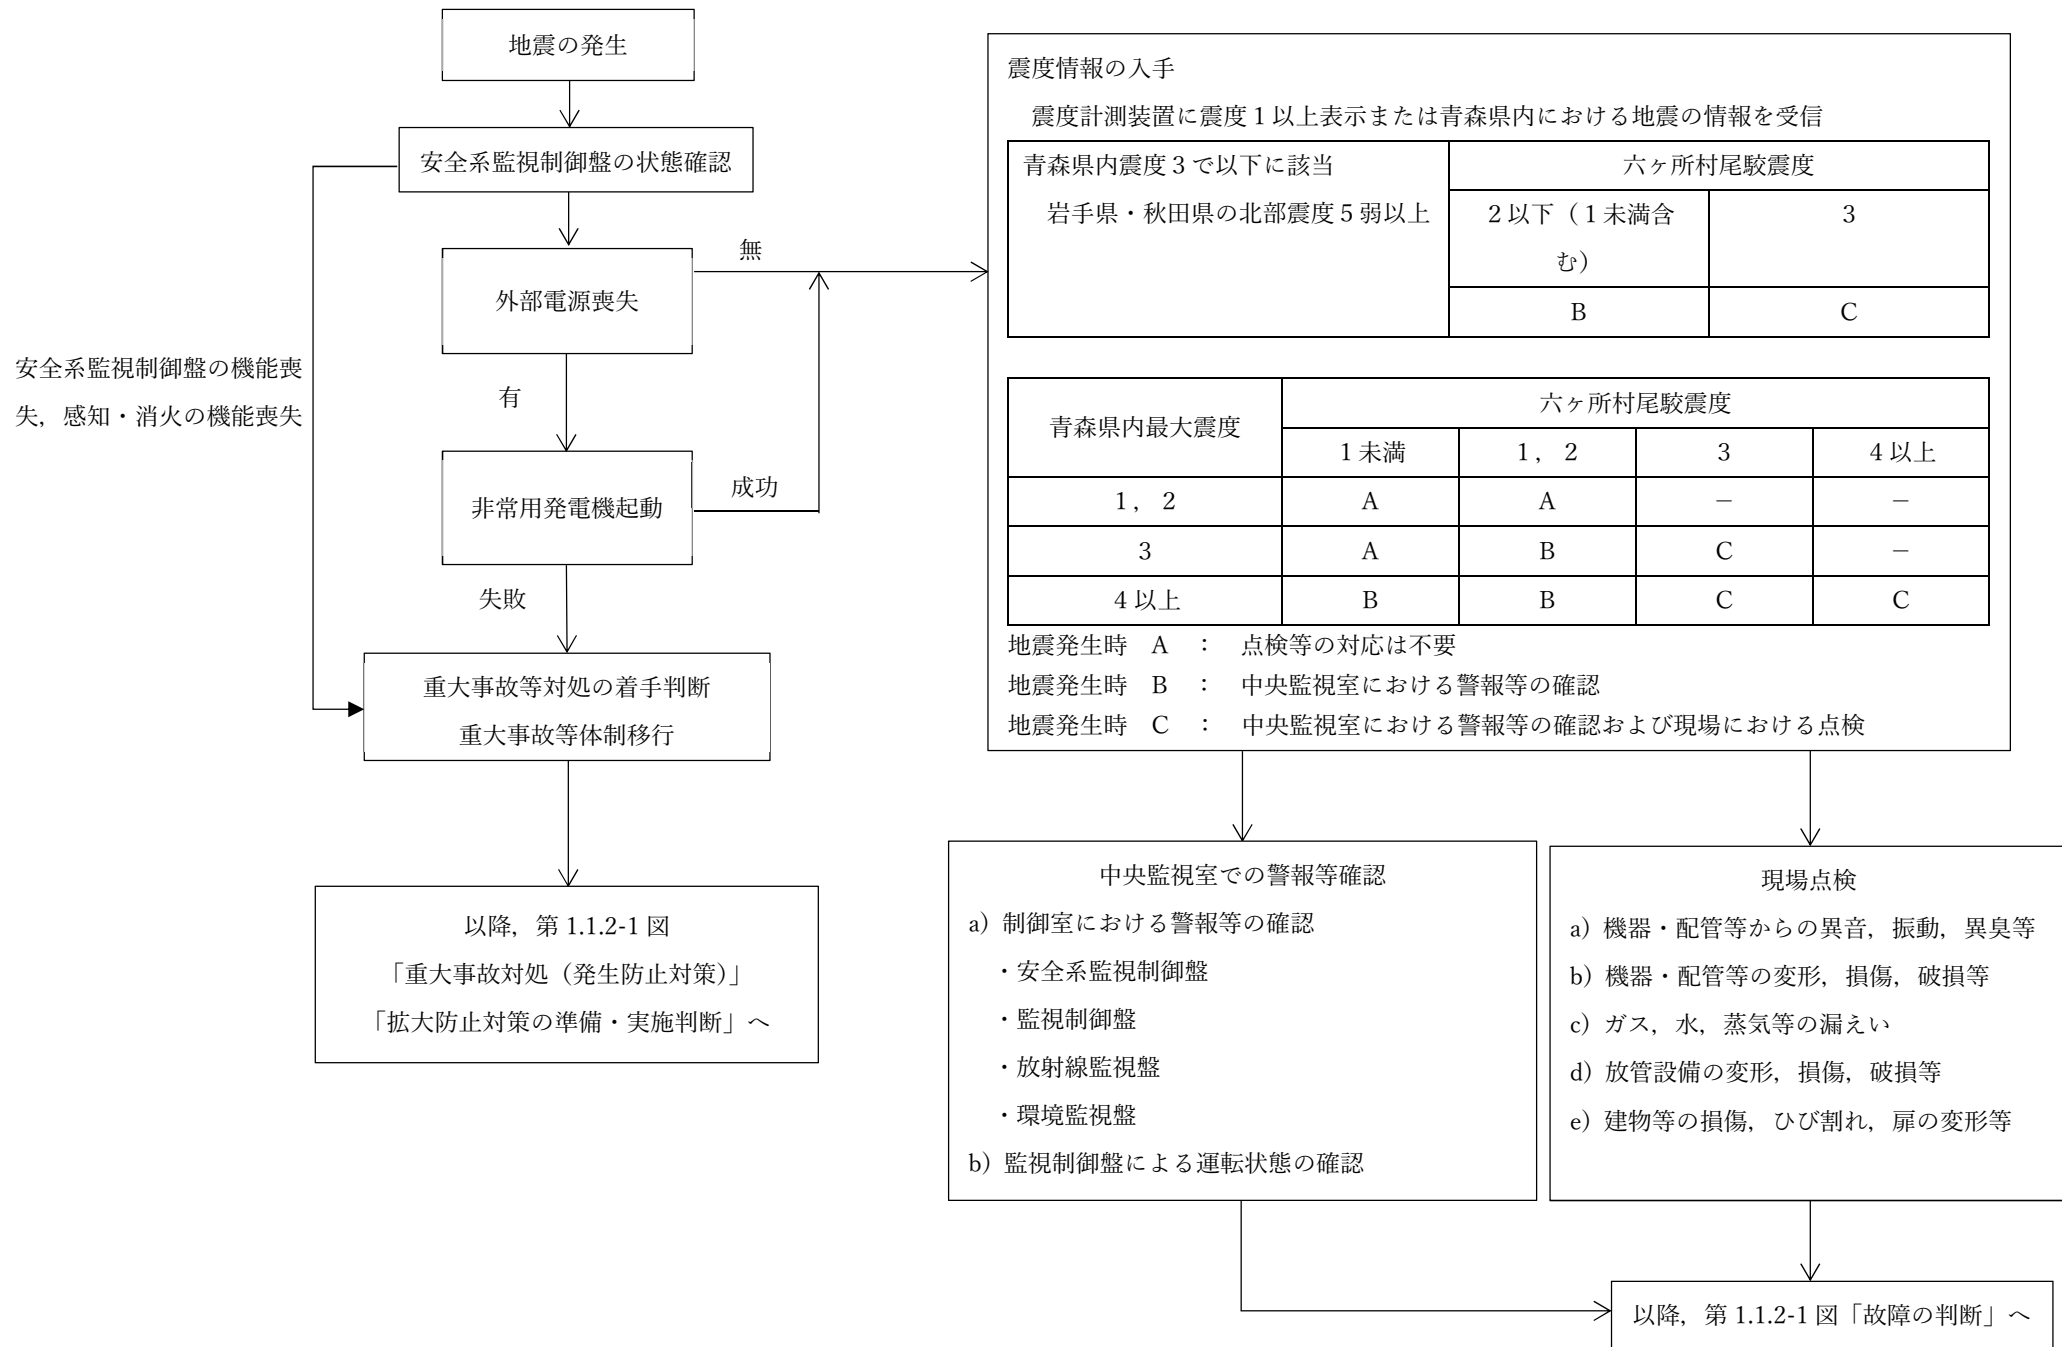 地震の発生
安全系監視制御盤の状態確認
外部電源喪失
無
有
安全系監視制御盤の機能喪
失，感知・消火の機能喪失
非常用発電機起動
成功
失敗
重大事故等対処の着手判断
重大事故等体制移行
以降，第 1.1.2-1 図
「重大事故対処（発生防止対策）」
「拡大防止対策の準備・実施判断」へ
震度情報の入手
震度計測装置に震度１以上表示または青森県内における地震の情報を受信
青森県内震度３で以下に該当 六ヶ所村尾駮震度
岩手県・秋田県の北部震度５弱以上 ２以下（１未満含 3
む）
B C
青森県内最大震度 六ヶ所村尾駮震度
１未満 1，2 3 ４以上
1，2 A A － －
3 A B C －
４以上 B B C C
地震発生時 A ： 点検等の対応は不要
地震発生時 B ： 中央監視室における警報等の確認
地震発生時 C ： 中央監視室における警報等の確認および現場における点検
中央監視室での警報等確認
a）制御室における警報等の確認
・安全系監視制御盤
・監視制御盤
・放射線監視盤
・環境監視盤
b）監視制御盤による運転状態の確認
現場点検
a）機器・配管等からの異音，振動，異臭等
b）機器・配管等の変形，損傷，破損等
c）ガス，水，蒸気等の漏えい
d）放管設備の変形，損傷，破損等
e）建物等の損傷，ひび割れ，扉の変形等
以降，第 1.1.2-1 図「故障の判断」へ